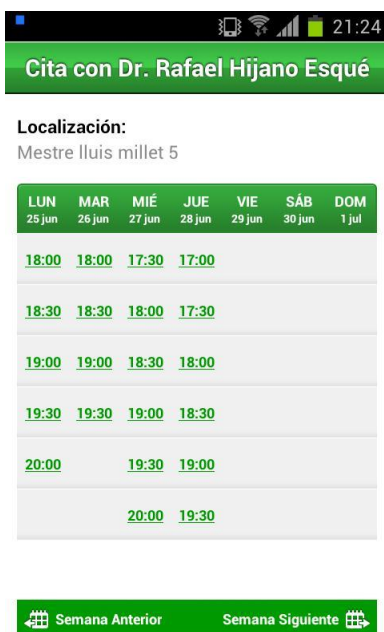 21:24
Cita con Dr. Rafael Hijano Esqué
Localización:
Mestre lluis millet 5
LUN MAR MIÉ JUE VIE SÁB DOM
25 jun 26 jun 27 jun 28 jun 29 jun 30 jun 1 jul
18:00 18:00 17:30 17:00
18:30 18:30 18:00 17:30
19:00 19:00 18:30 18:00
19:30 19:30 19:00 18:30
20:00 19:30 19:00
20:00 19:30
Semana Anterior Semana Siguiente